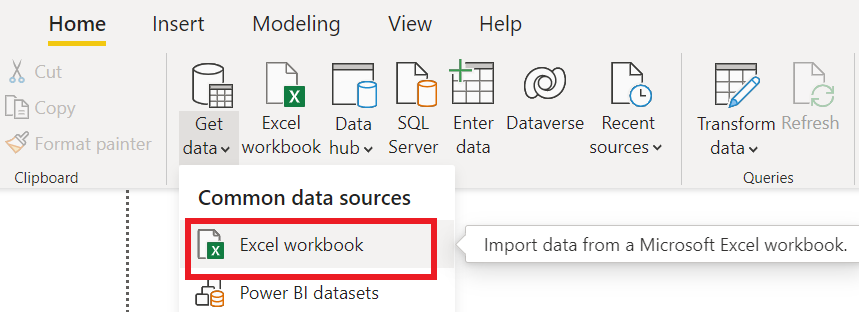 Home Insert Modeling View Help
Cut
Copy
Format painter
Clipboard
Get data
Excel workbook
Data hub
SQL Server
Enter data
Dataverse
Recent sources
Transform data
Refresh
Queries
Common data sources
Excel workbook
Import data from a Microsoft Excel workbook.
Power BI datasets